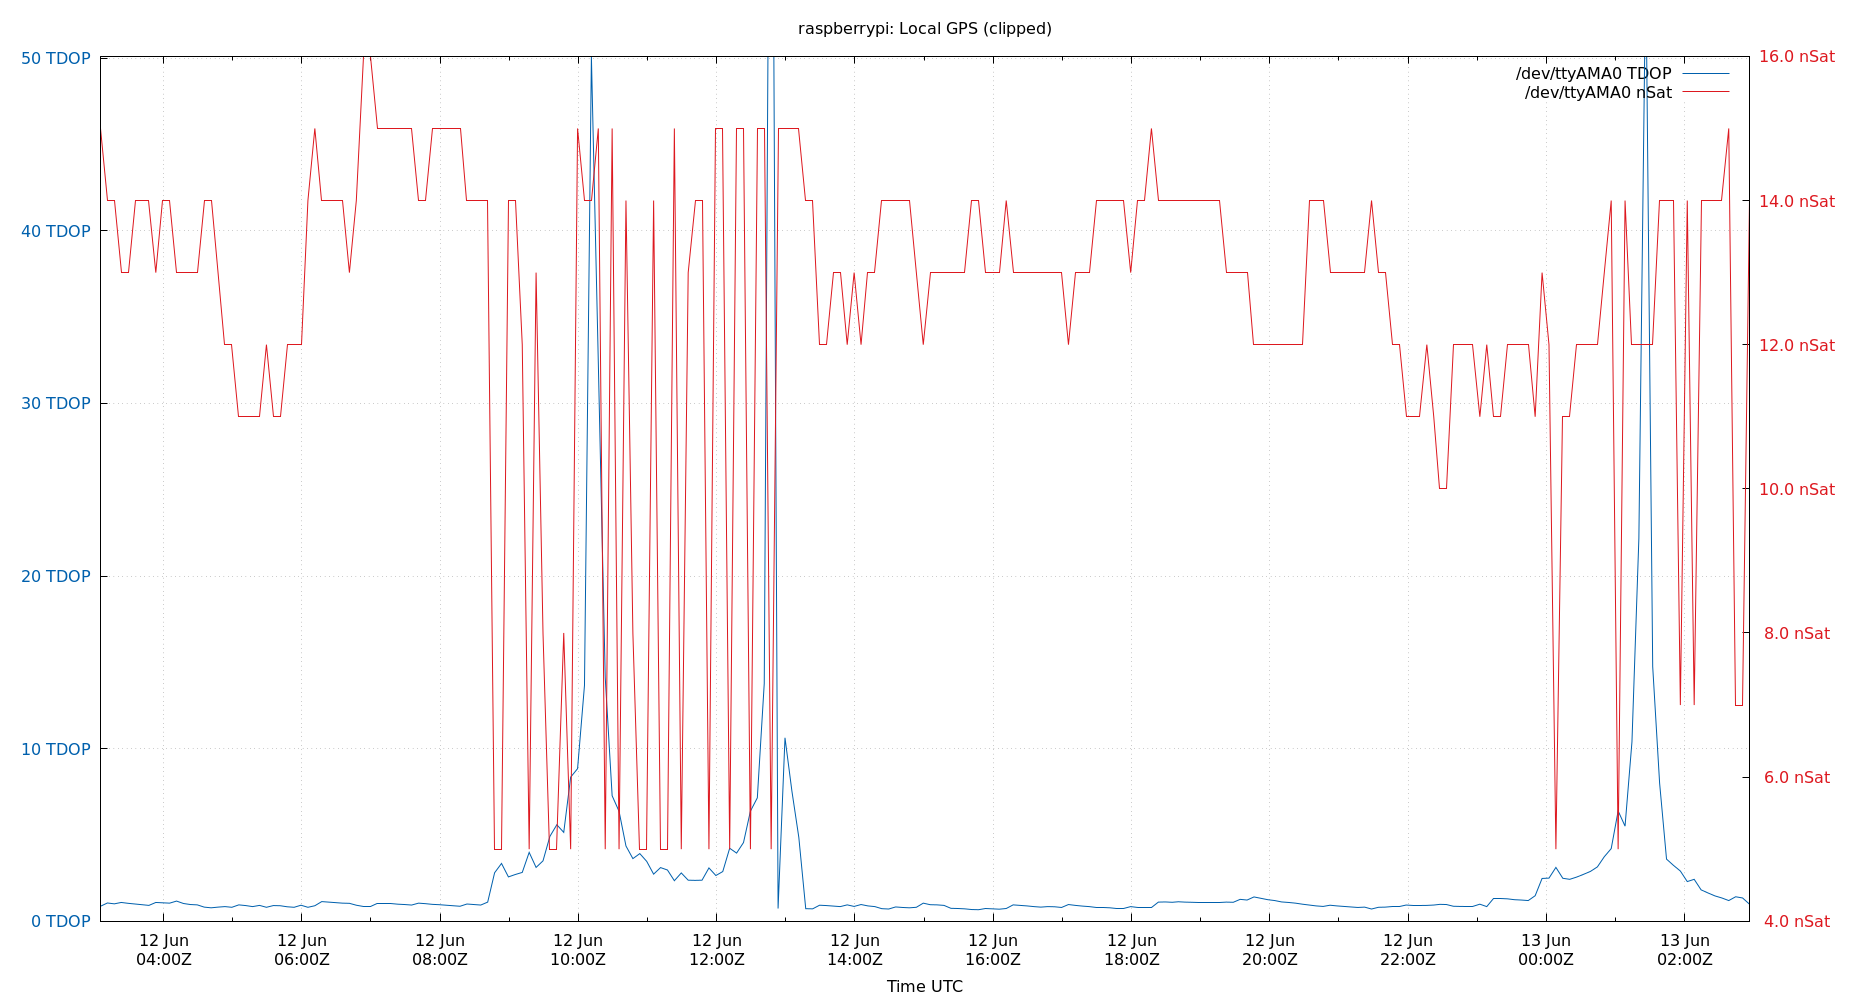 raspberrypi: Local GPS (clipped)
50 TDOP
40 TDOP
30 TDOP
20 TDOP
10 TDOP
0 TDOP
/dev/ttyAMA0 TDOP
/dev/ttyAMA0 nSat
16.0 nSat
14.0 nSat
12.0 nSat
10.0 nSat
8.0 nSat
6.0 nSat
4.0 nSat
12 Jun 12 Jun 12 Jun 12 Jun 12 Jun 12 Jun 12 Jun 12 Jun 12 Jun 12 Jun 13 Jun 13 Jun
04:00Z 06:00Z 08:00Z 10:00Z 12:00Z 14:00Z 16:00Z 18:00Z 20:00Z 22:00Z 00:00Z 02:00Z
Time UTC